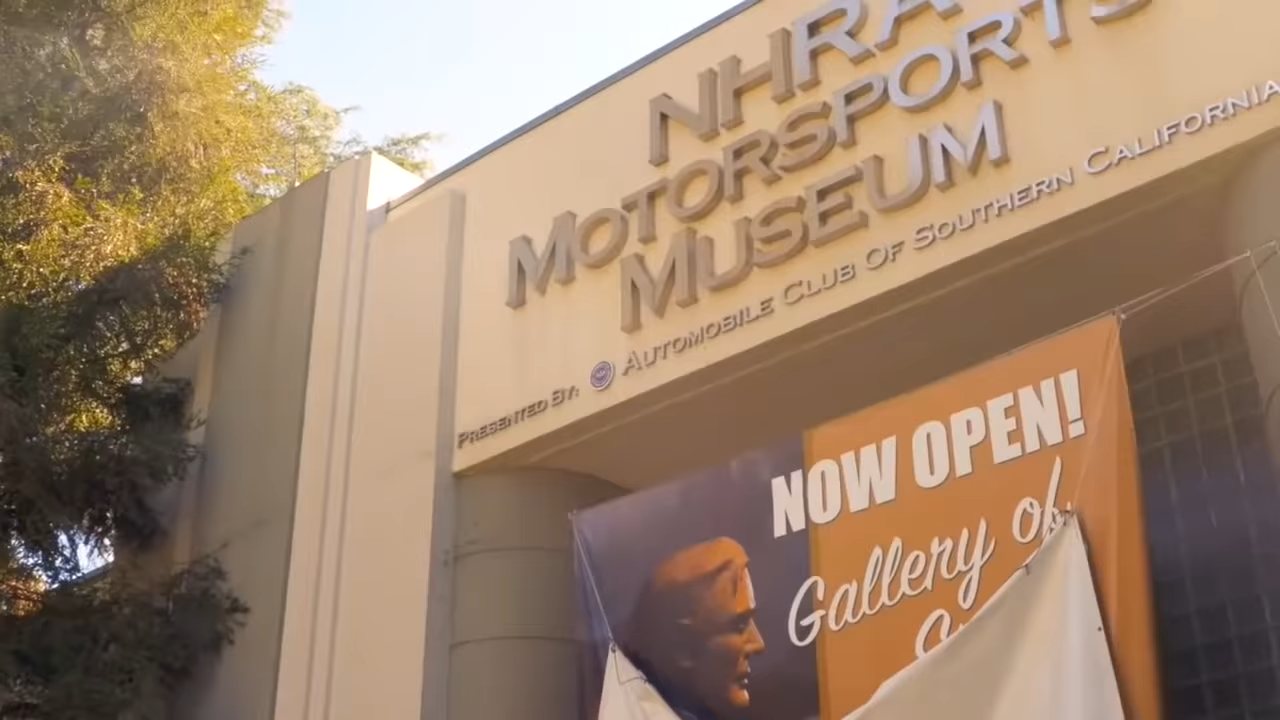 NHRA
MOTORSPORTS
MUSEUM
PRESENTED BY: AUTOMOBILE CLUB OF SOUTHERN CALIFORNIA
NOW OPEN!
Gallery of